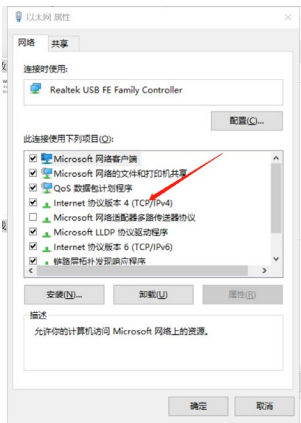 以太网 属性
网络
共享
连接时使用:
Realtek USB FE Family Controller
配置(C)...
此连接使用下列项目(O):
Microsoft 网络客户端
Microsoft 网络的文件和打印机共享
QoS 数据包计划程序
Internet 协议版本 4 (TCP/IPv4)
Microsoft 网络适配器多路传送器协议
Microsoft LLDP 协议驱动程序
Internet 协议版本 6 (TCP/IPv6)
链路层拓扑发现响应程序
安装(N)...
卸载(U)
属性(R)
描述
允许你的计算机访问 Microsoft 网络上的资源。
确定
取消